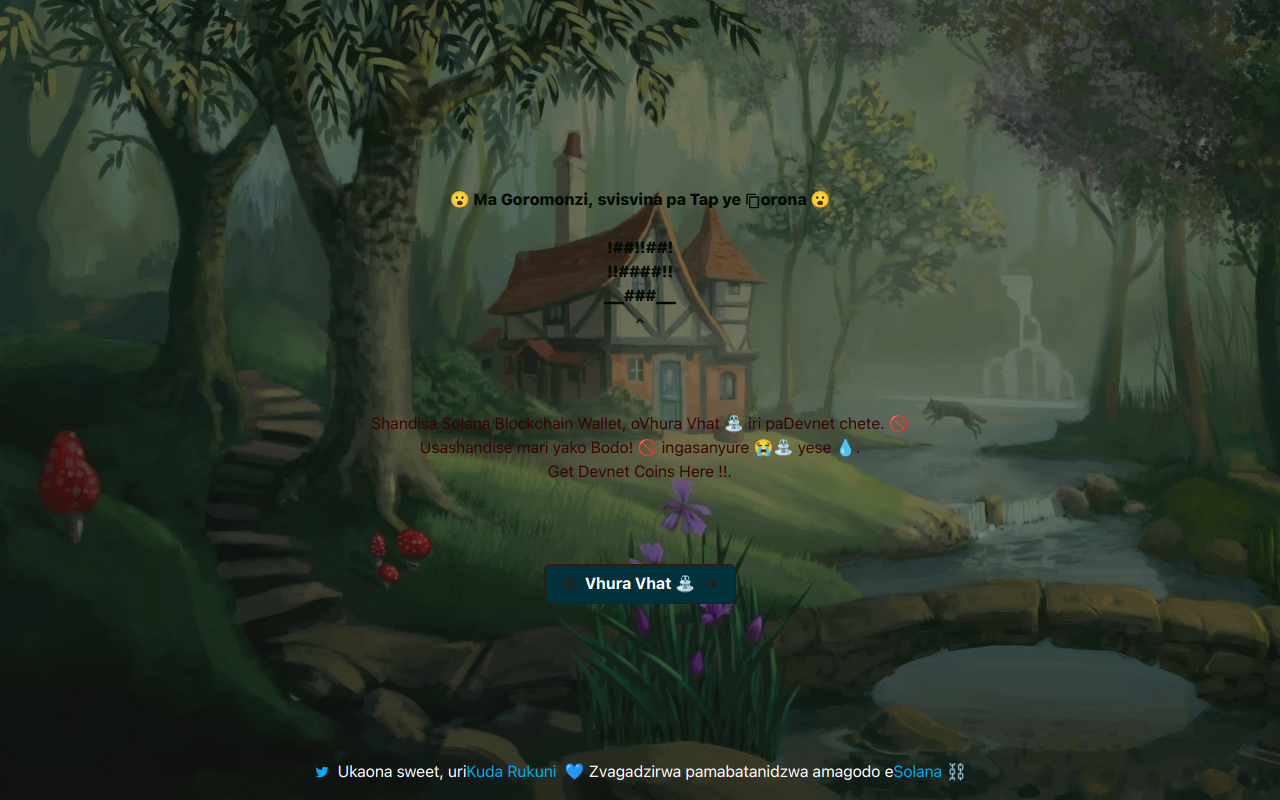 😮 Ma Goromonzi, svisvina pa Tap ye orona 😮
!##!!##!
!!####!!
__###__
^
Shandisa Solana Blockchain Wallet, oVhura Vhat ⛲ iri paDevnet chete. 🚫
Usashandise mari yako Bodo! 🚫 ingasanyure 😭⛲ yese 💧.
Get Devnet Coins Here !!.
Vhura Vhat ⛲
Ukaona sweet, uriKuda Rukuni 💙 Zvagadzirwa pamabatanidzwa amagodo eSolana ⛓️